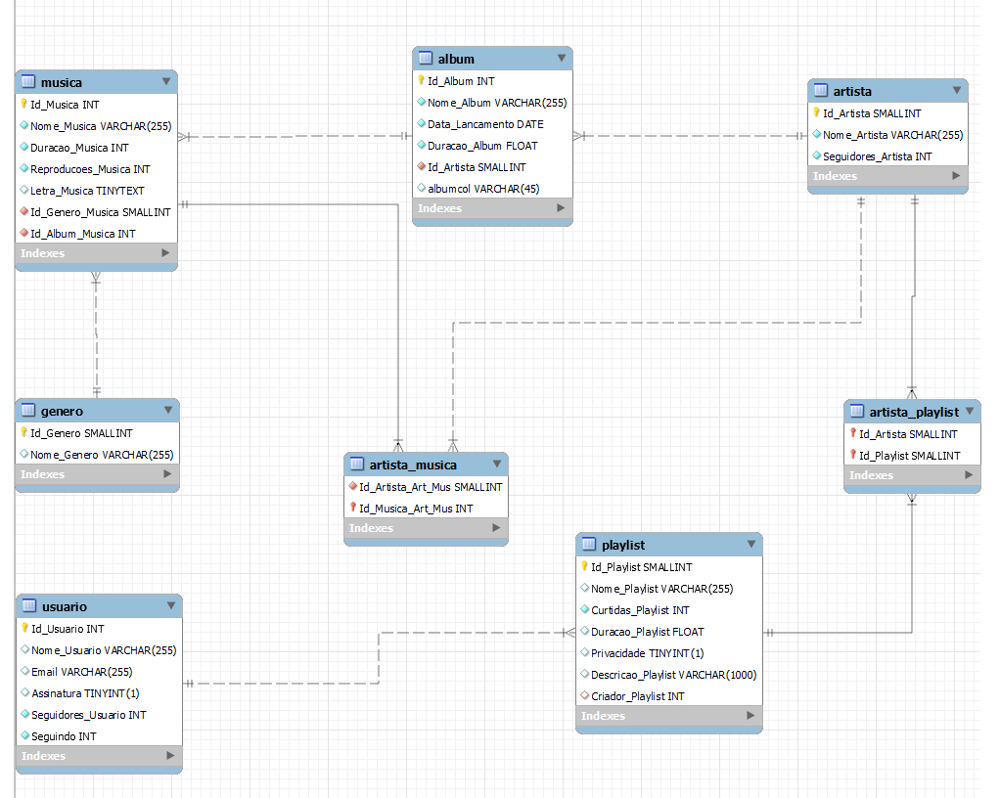 musica
Id_Musica INT
Nome_Musica VARCHAR(255)
Duracao_Musica INT
Reproducoes_Musica INT
Letra_Musica TINYTEXT
Id_Genero_Musica SMALLINT
Id_Album_Musica INT
Indexes
album
Id_Album INT
Nome_Album VARCHAR(255)
Data_Lancamento DATE
Duracao_Album FLOAT
Id_Artista SMALLINT
albumcol VARCHAR(45)
Indexes
artista
Id_Artista SMALLINT
Nome_Artista VARCHAR(255)
Seguidores_Artista INT
Indexes
genero
Id_Genero SMALLINT
Nome_Genero VARCHAR(255)
Indexes
artista_musica
Id_Artista_Art_Mus SMALLINT
Id_Musica_Art_Mus INT
Indexes
artista_playlist
Id_Artista SMALLINT
Id_Playlist SMALLINT
Indexes
usuario
Id_Usuario INT
Nome_Usuario VARCHAR(255)
Email VARCHAR(255)
Assinatura TINYINT(1)
Seguidores_Usuario INT
Seguindo INT
Indexes
playlist
Id_Playlist SMALLINT
Nome_Playlist VARCHAR(255)
Curtidas_Playlist INT
Duracao_Playlist FLOAT
Privacidade TINYINT(1)
Descricao_Playlist VARCHAR(1000)
Criador_Playlist INT
Indexes